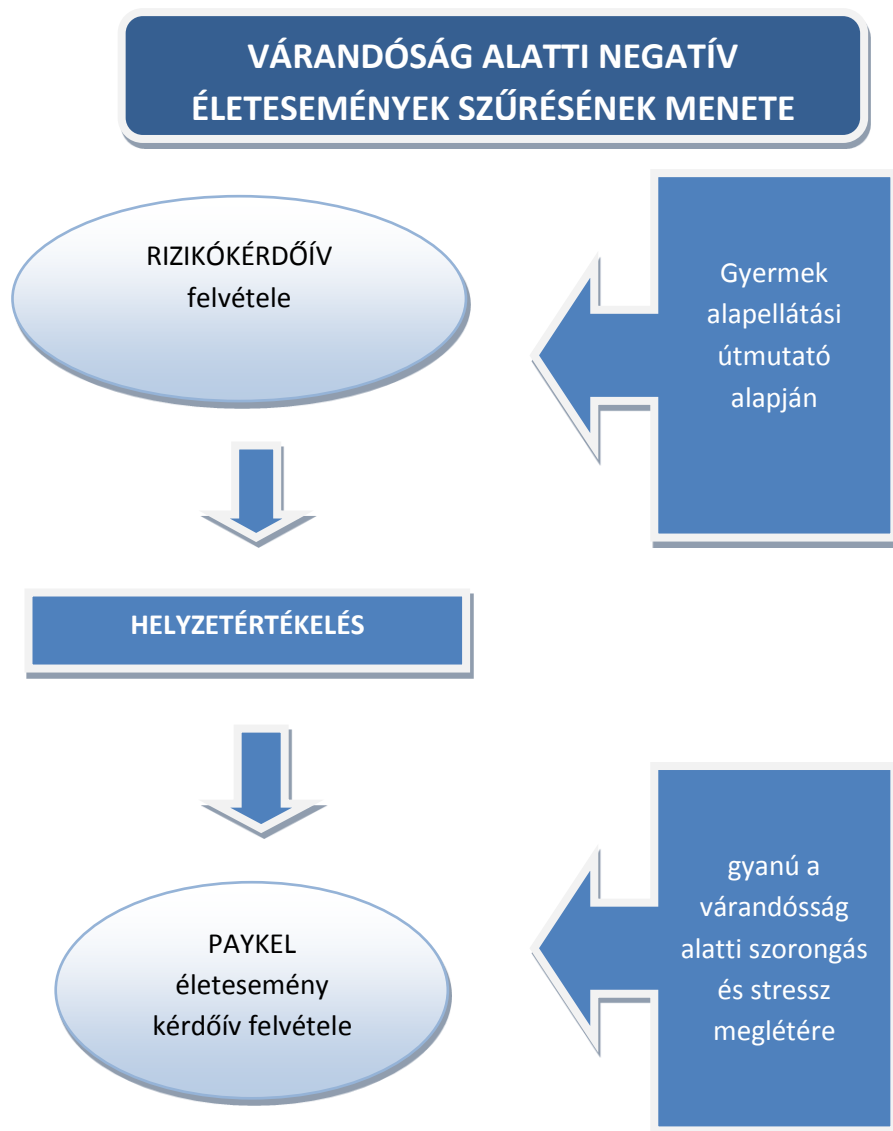 VÁRANDÓSÁG ALATTI NEGATÍV
ÉLETESEMÉNYEK SZŰRÉSÉNEK MENETE
RIZIKÓKÉRDŐÍV
felvétele
Gyermek
alapellátási
útmutató
alapján
HELYZETÉRTÉKELÉS
PAYKEL
életesemény
kérdőív felvétele
gyanú a
várandósság
alatti szorongás
és stressz
meglétére